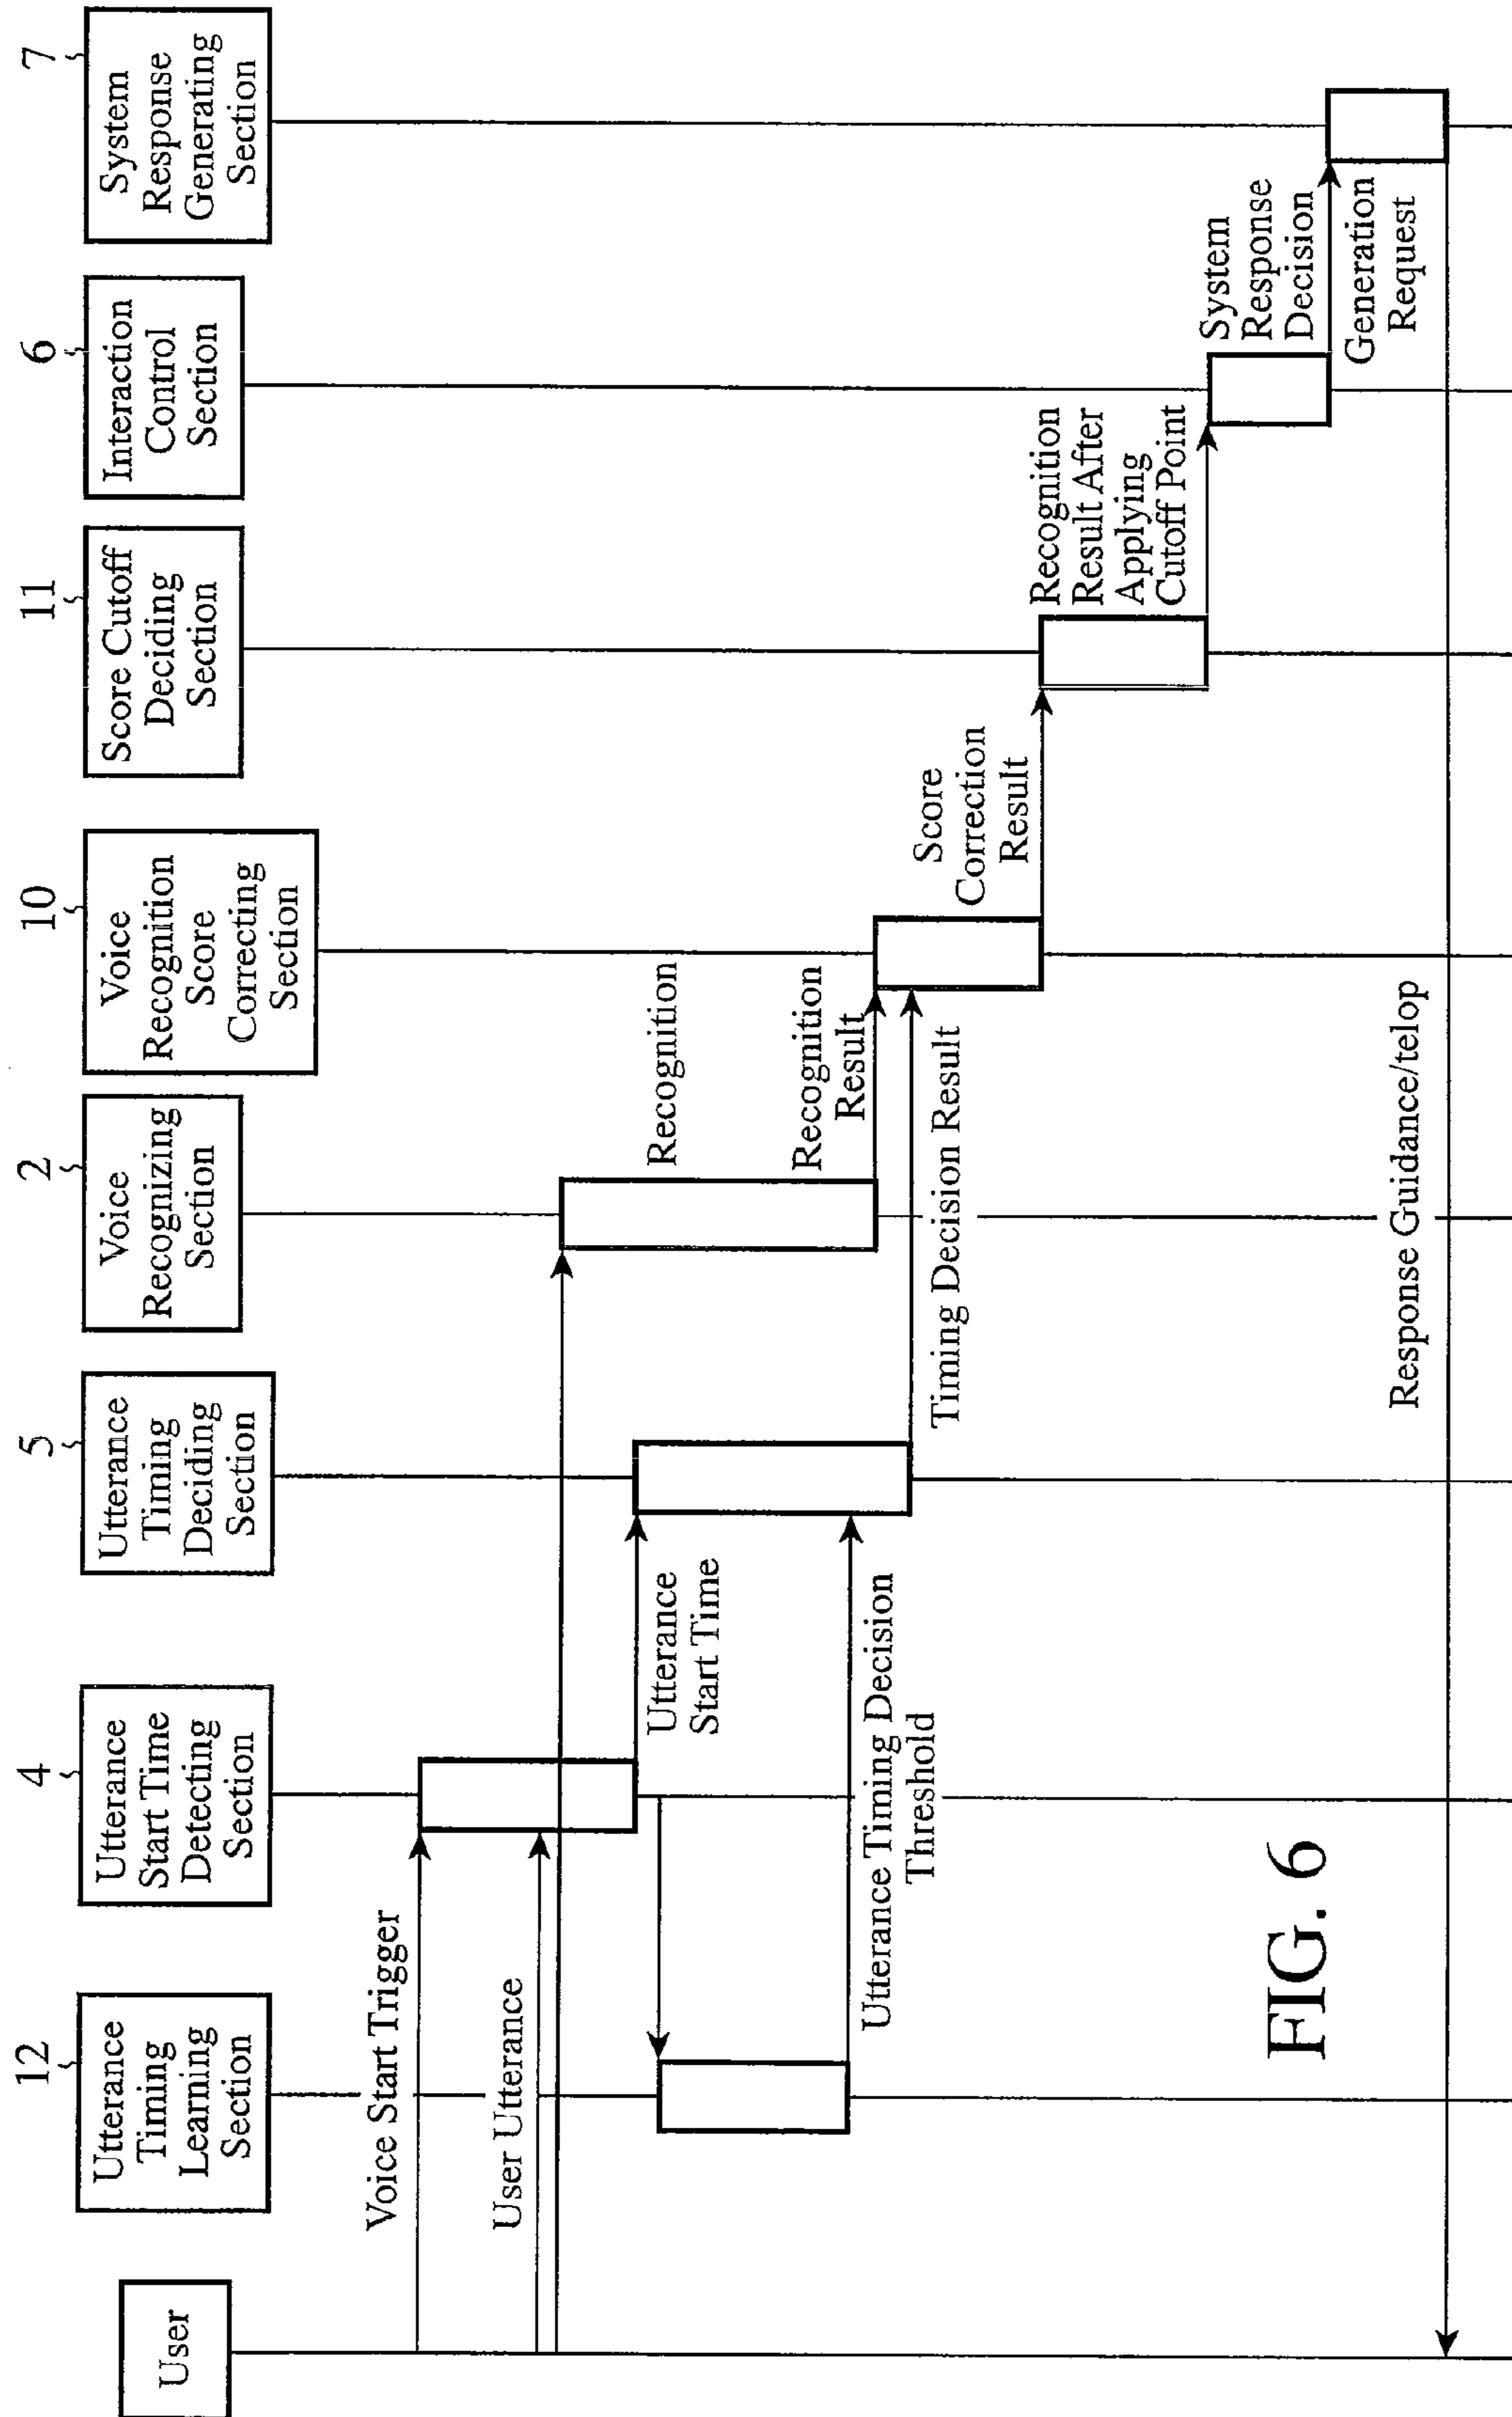 User
12
Utterance
Timing
Learning
Section
4
Utterance
Start Time
Detecting
Section
5
Utterance
Timing
Deciding
Section
2
Voice
Recognizing
Section
10
Voice
Recognition
Score
Correcting
Section
11
Score Cutoff
Deciding
Section
6
Interaction
Control
Section
7
System
Response
Generating
Section
Voice Start Trigger
User Utterance
Utterance
Start Time
Recognition
Utterance Timing Decision
Threshold
Recognition
Result
Timing Decision Result
Score
Correction
Result
Recognition
Result After
Applying
Cutoff Point
System
Response
Decision
Generation
Request
Response Guidance/telop
FIG. 6